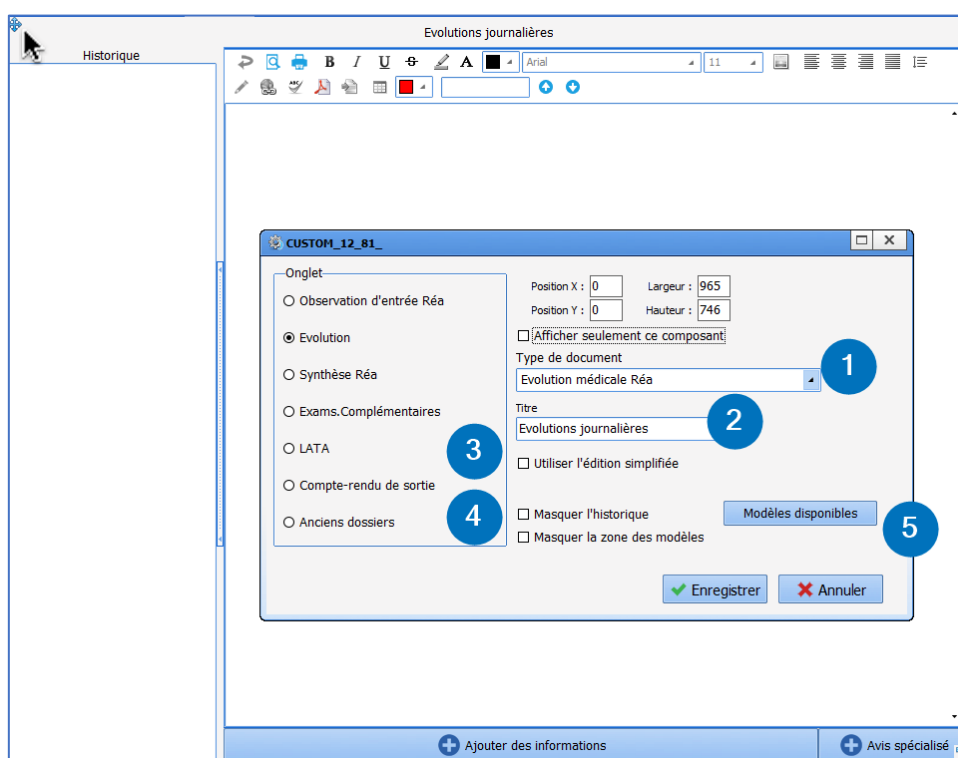 Evolutions journalières
Historique
B I U S A Arial 11
ABC
CUSTOM_12_81_
Onglet
Observation d'entrée Réa
Evolution
Synthèse Réa
Exams.Complémentaires
LATA
Compte-rendu de sortie
Anciens dossiers
3
4
Position X : 0 Largeur : 965
Position Y : 0 Hauteur : 746
Afficher seulement ce composant
Type de document
1
Evolution médicale Réa
Titre
2
Evolutions journalières
Utiliser l'édition simplifiée
Masquer l'historique
Modèles disponibles
5
Masquer la zone des modèles
Enregistrer
Annuler
Ajouter des informations
Avis spécialisé